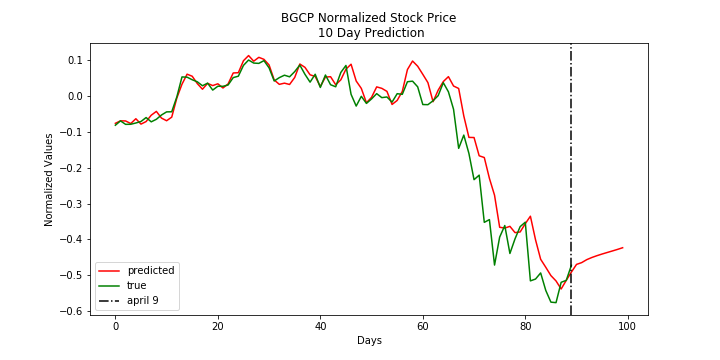 BGCP Normalized Stock Price
10 Day Prediction
Normalized Values
0.1
0.0
−0.1
−0.2
−0.3
−0.4
−0.5
−0.6
predicted
true
april 9
0 20 40 60 80 100
Days